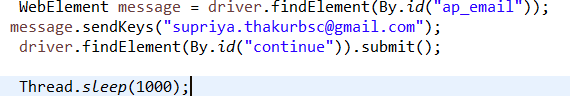 WebElement message = driver.findElement(By.id("ap_email"));
message.sendKeys("supriya.thakurbsc@gmail.com");
driver.findElement(By.id("continue")).submit();
Thread.sleep(1000);